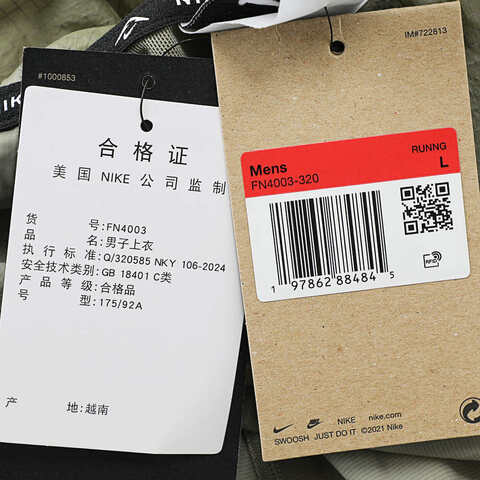 #1000853
合格证
美国 NIKE 公司监制
货 号:FN4003
品 名:男子上衣
执行标准:Q/320585 NKY 106-2024
安全技术类别:GB 18401 C类
产品等级:合格品
号 型:175/92A
产 地:越南
IM#722813
RUNNG
Mens L
FN4003-320
RFID
1 97862 88484 5
NIKE nike.com
SWOOSH JUST DO IT ©2021 Nike